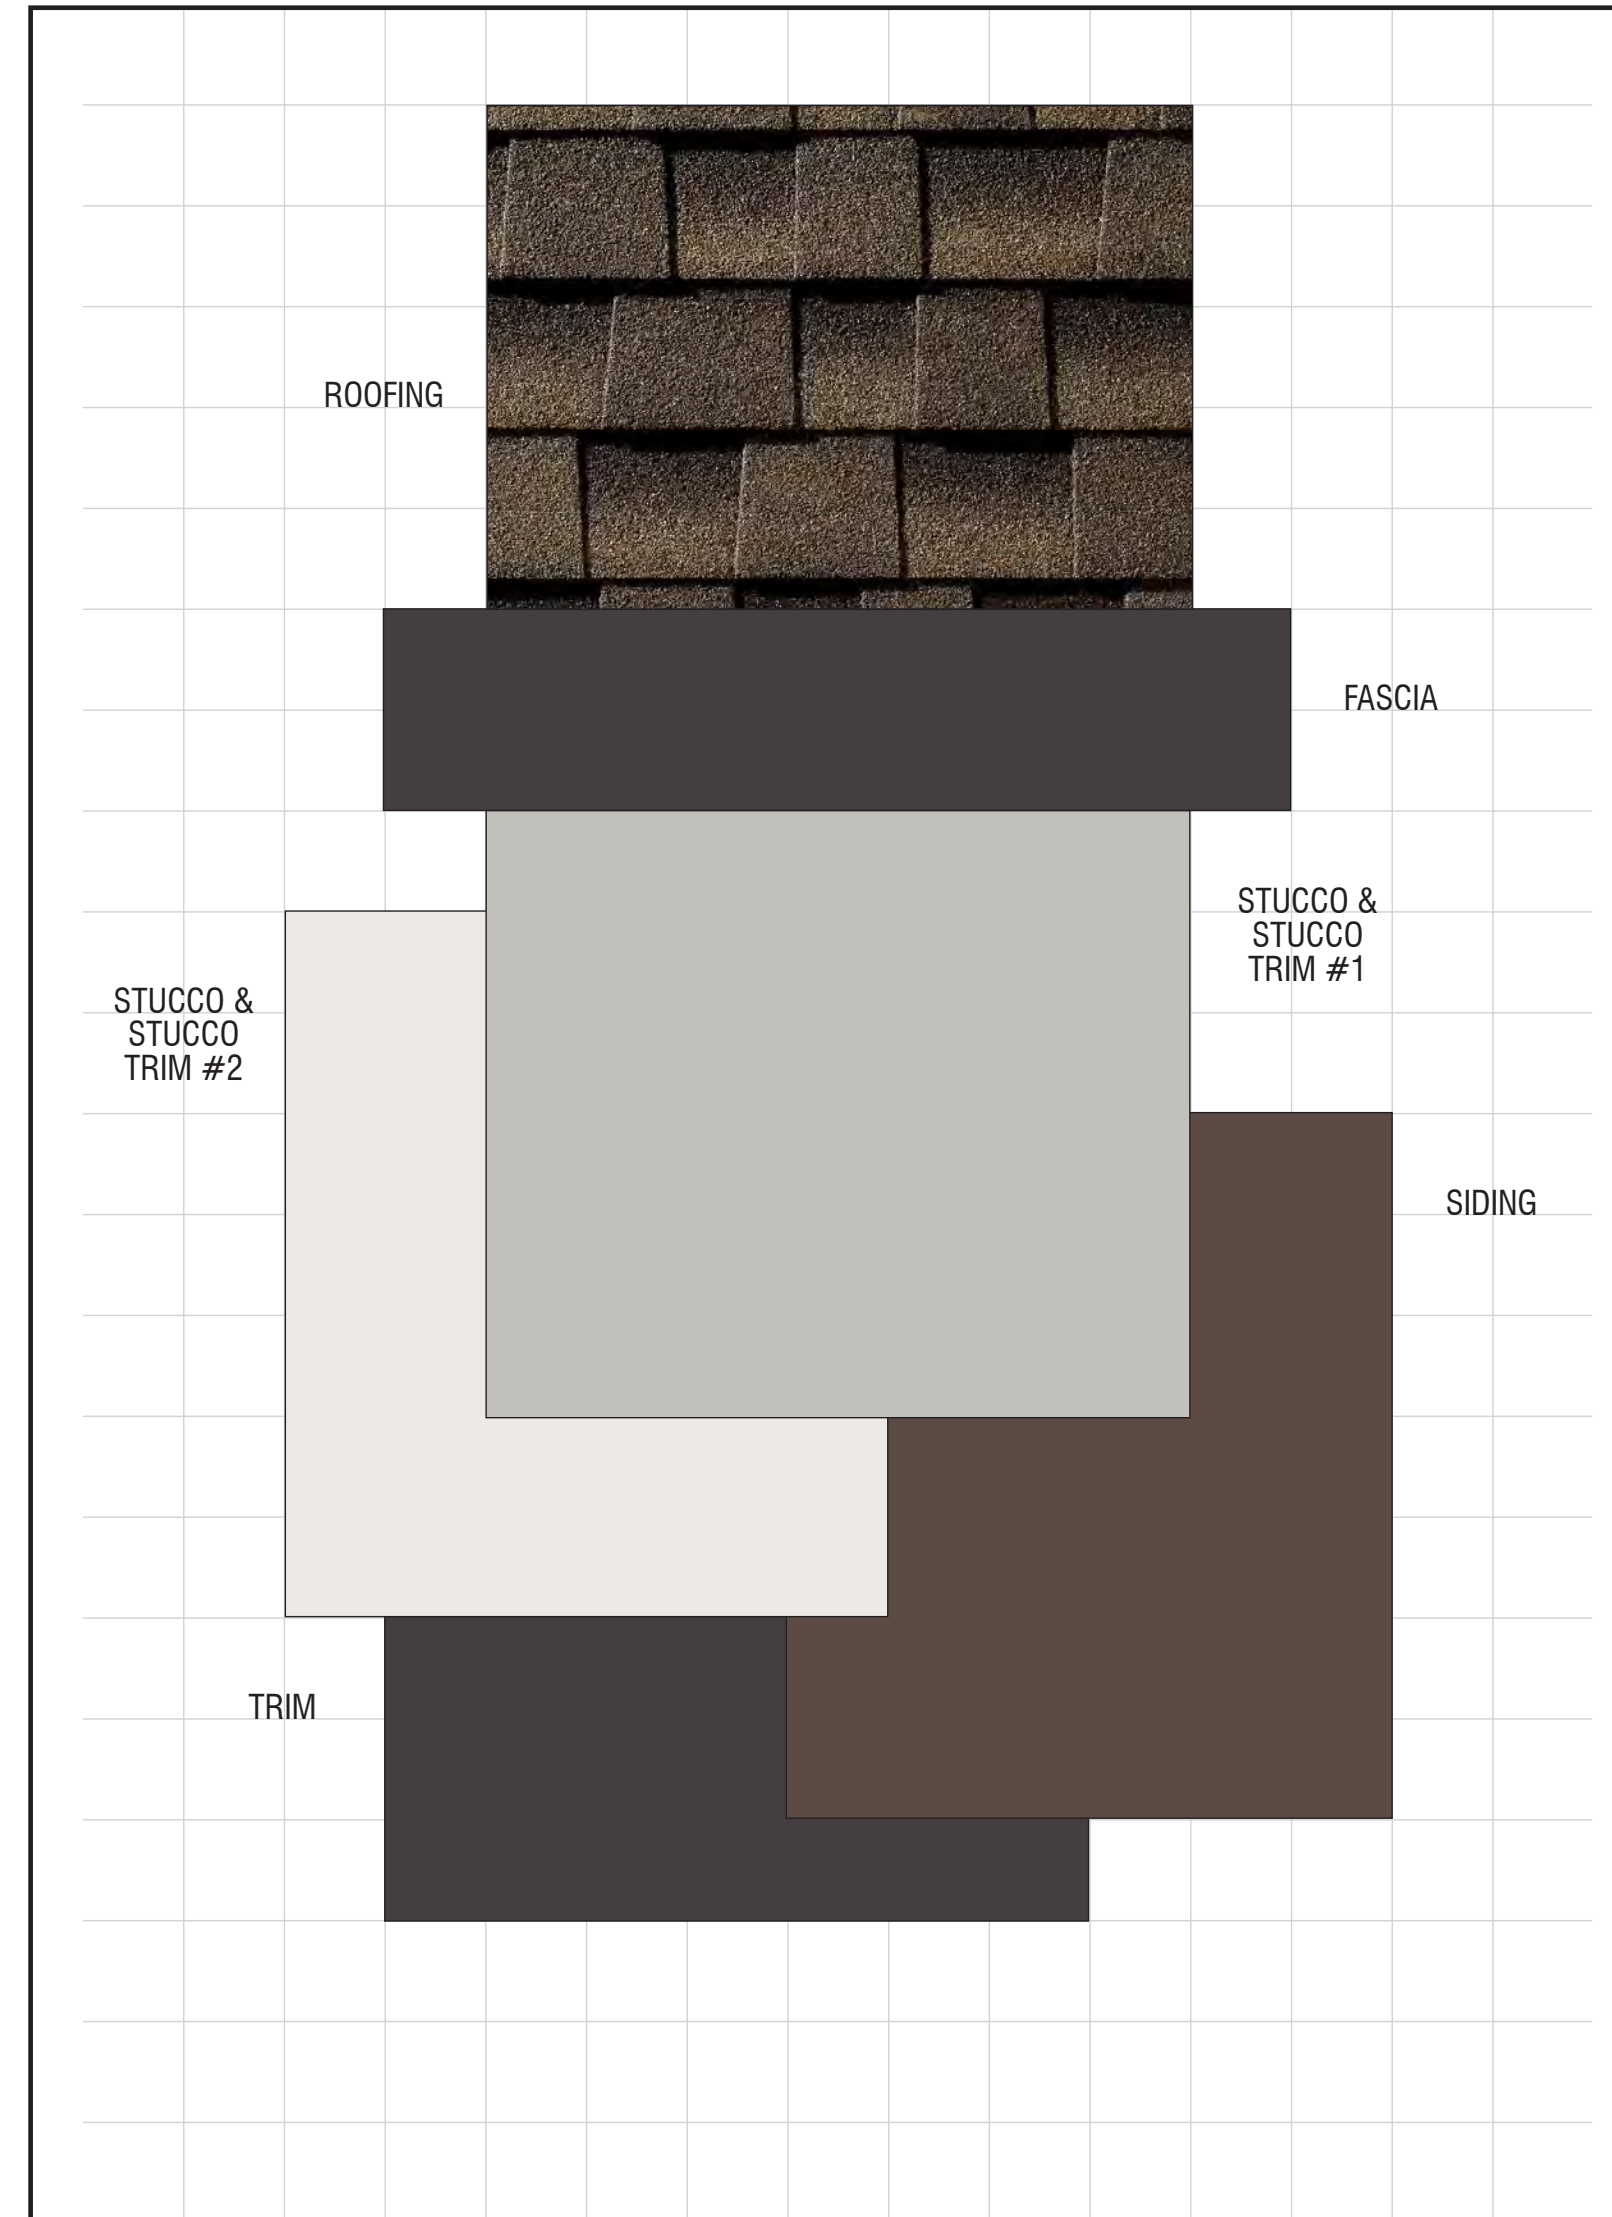 ROOFING
FASCIA
STUCCO &
STUCCO
TRIM #1
STUCCO &
STUCCO
TRIM #2
SIDING
TRIM